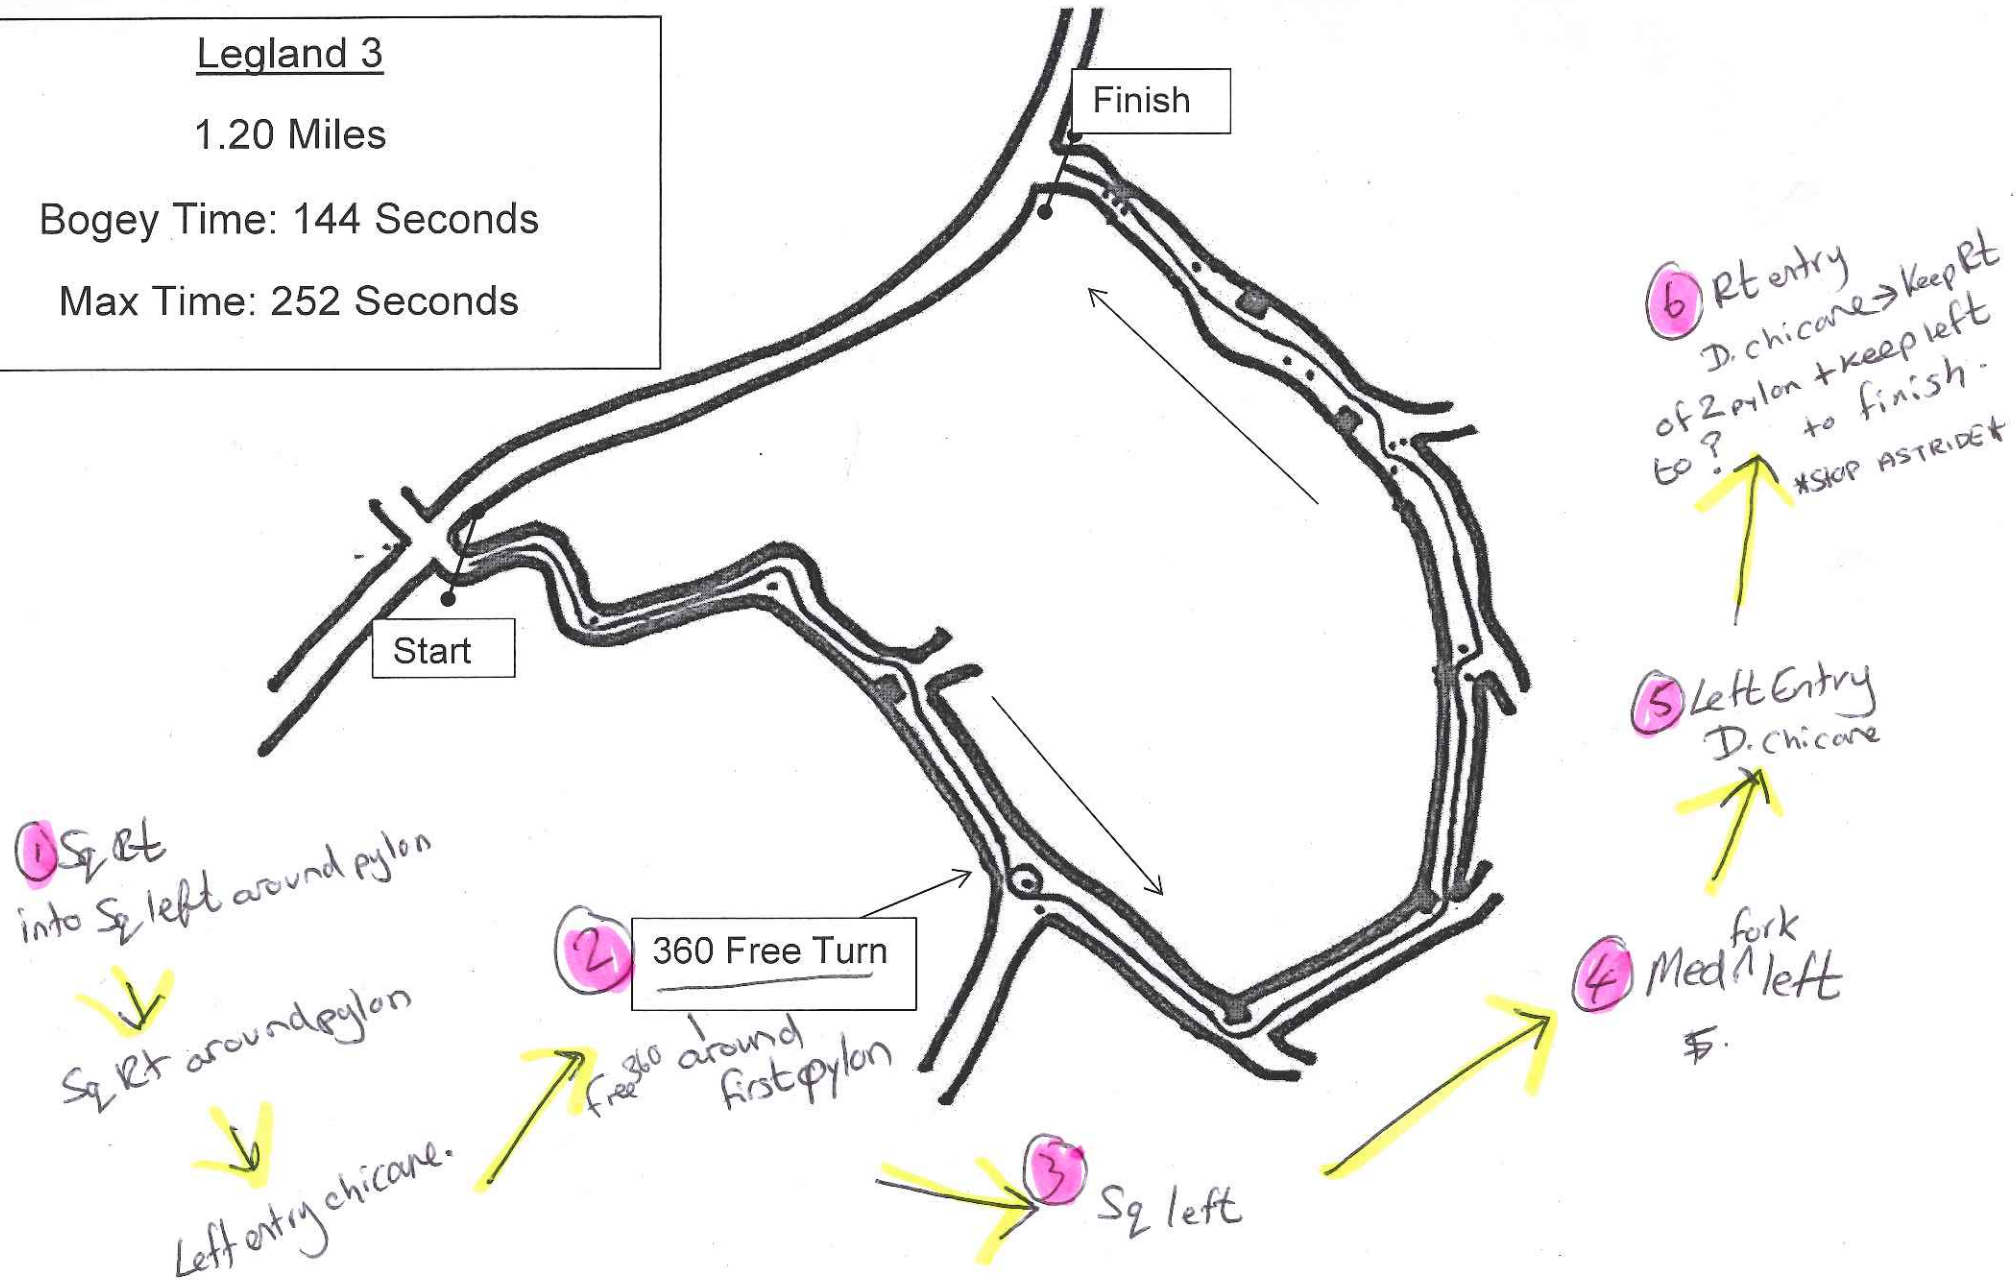 Legland 3
1.20 Miles
Bogey Time: 144 Seconds
Max Time: 252 Seconds
Finish
Start
① Sq Rt
into Sq left around pylon
Sq Rt around pylon
Left entry chicane.
②
360 Free Turn
free 360 around
first pylon
③ Sq left
④ Med fork left
⑤ Left Entry
D. chicane
⑥ Rt entry
D. chicane → keep Rt
of 2 pylon + keep left
to ? to finish.
*STOP ASTRIDE*